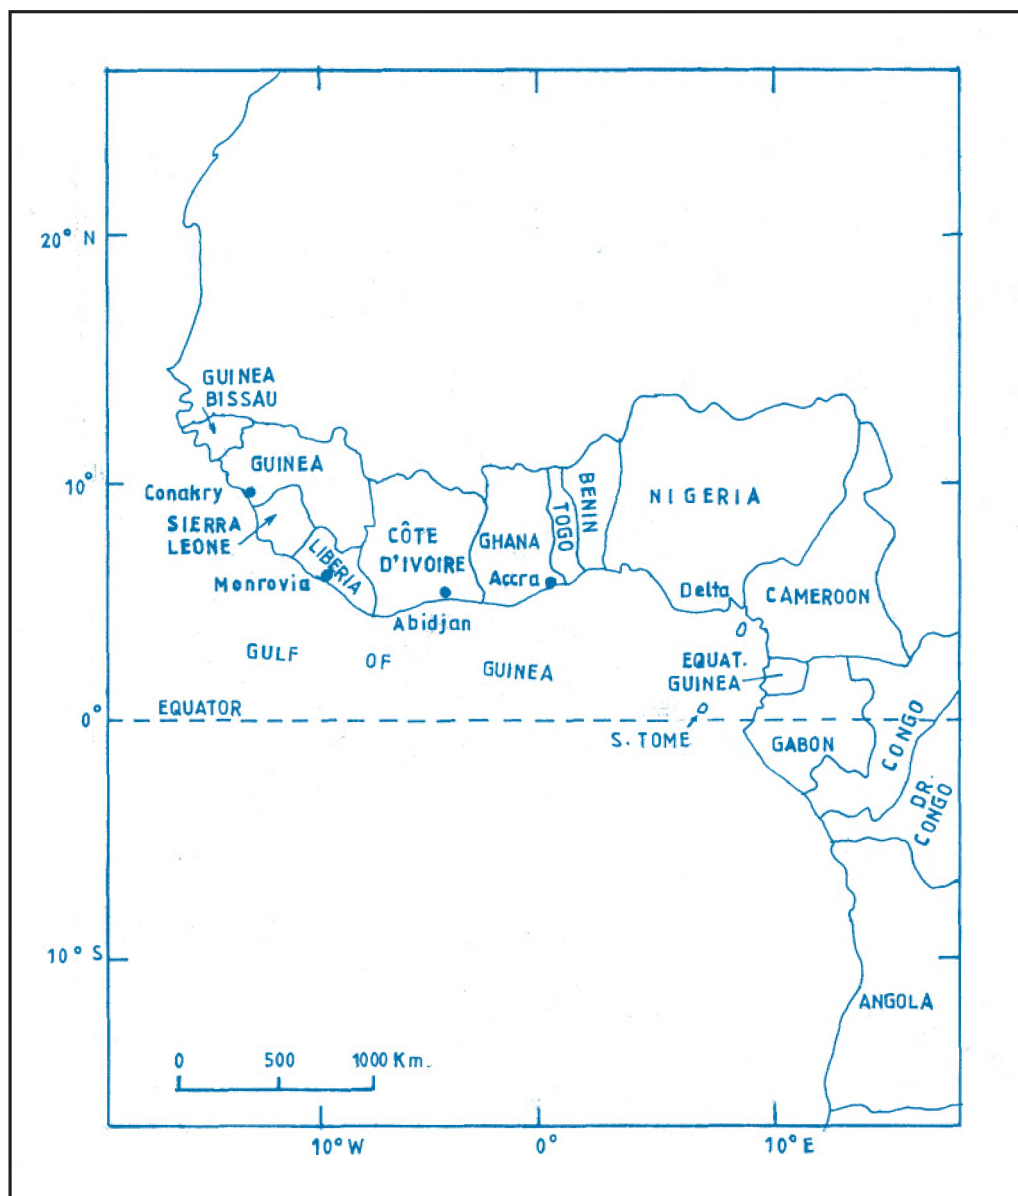 20° N
GUINEA
BISSAU
GUINEA
10°
Conakry
SIERRA
LEONE
LIBERIA
Monrovia
CÔTE
D'IVOIRE
Abidjan
GHANA
Accra
TOGO
BENIN
NIGERIA
Delta
CAMEROON
GULF OF GUINEA
EQUAT.
GUINEA
EQUATOR
0°
S. TOME
GABON
CONGO
DR.
CONGO
10° S
ANGOLA
0 500 1000 Km.
10° W 0° 10° E